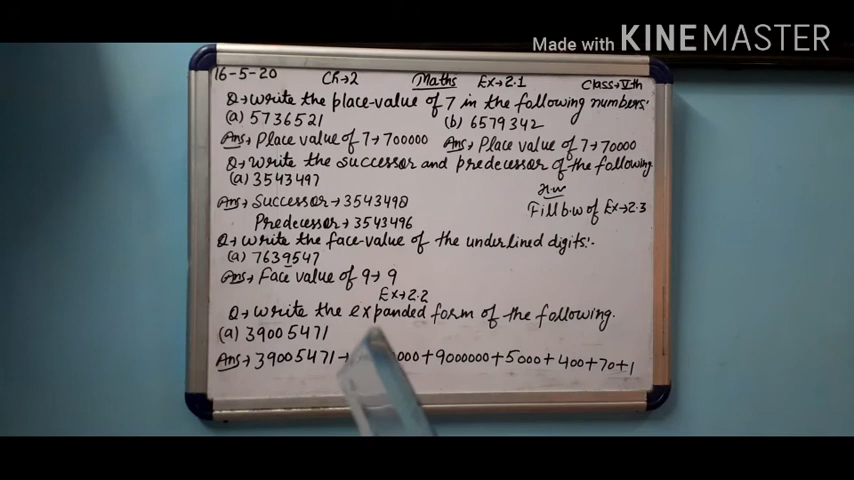 Made with KINEMASTER
16-5-20 Ch→2 Maths Ex→2.1 Class→Vth
Q→write the place-value of 7 in the following numbers:
(a) 5736521 (b) 6579342
Ans→ Place value of 7→700000 Ans→ Place value of 7→70000
Q→write the successor and predecessor of the following.
(a) 3543497
H.W
Ans→ Successor→3543498 Fill b.w of Ex→2.3
Predecessor→3543496
Q→write the face-value of the underlined digits:-
(a) 7639547
Ans→ Face value of 9→9
Ex→2.2
Q→write the expanded form of the following.
(a) 39005471
Ans→39005471→ 000+9000000+5000+400+70+1